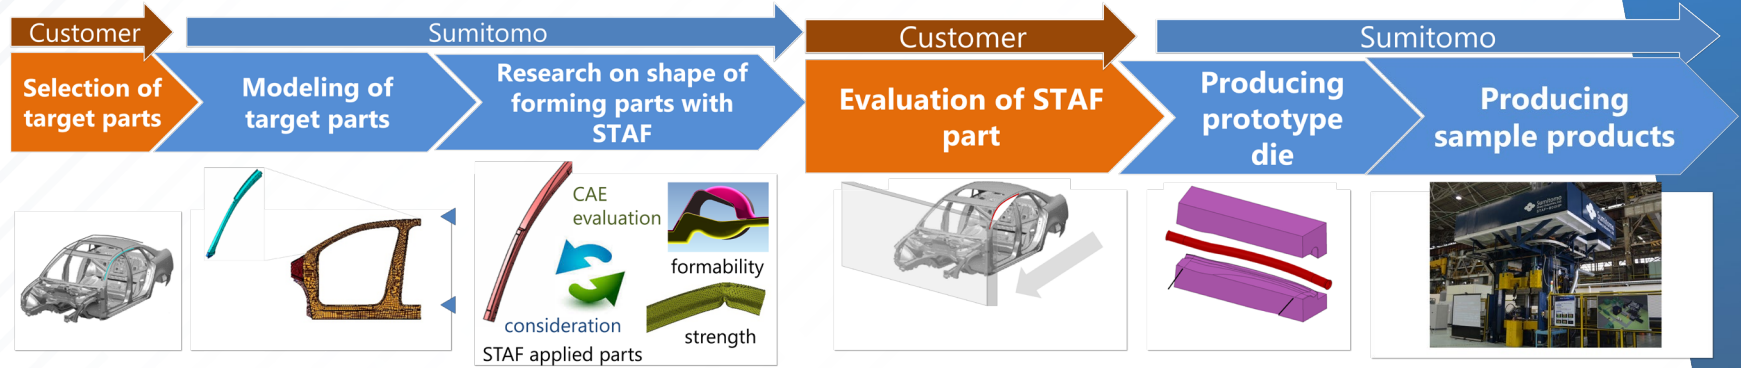 Customer
Sumitomo
Customer
Sumitomo
Selection of
target parts
Modeling of
target parts
Research on shape of
forming parts with
STAF
Evaluation of STAF
part
Producing
prototype
die
Producing
sample products
CAE
evaluation
formability
consideration
strength
STAF applied parts
Sumitomo
Sumitomo